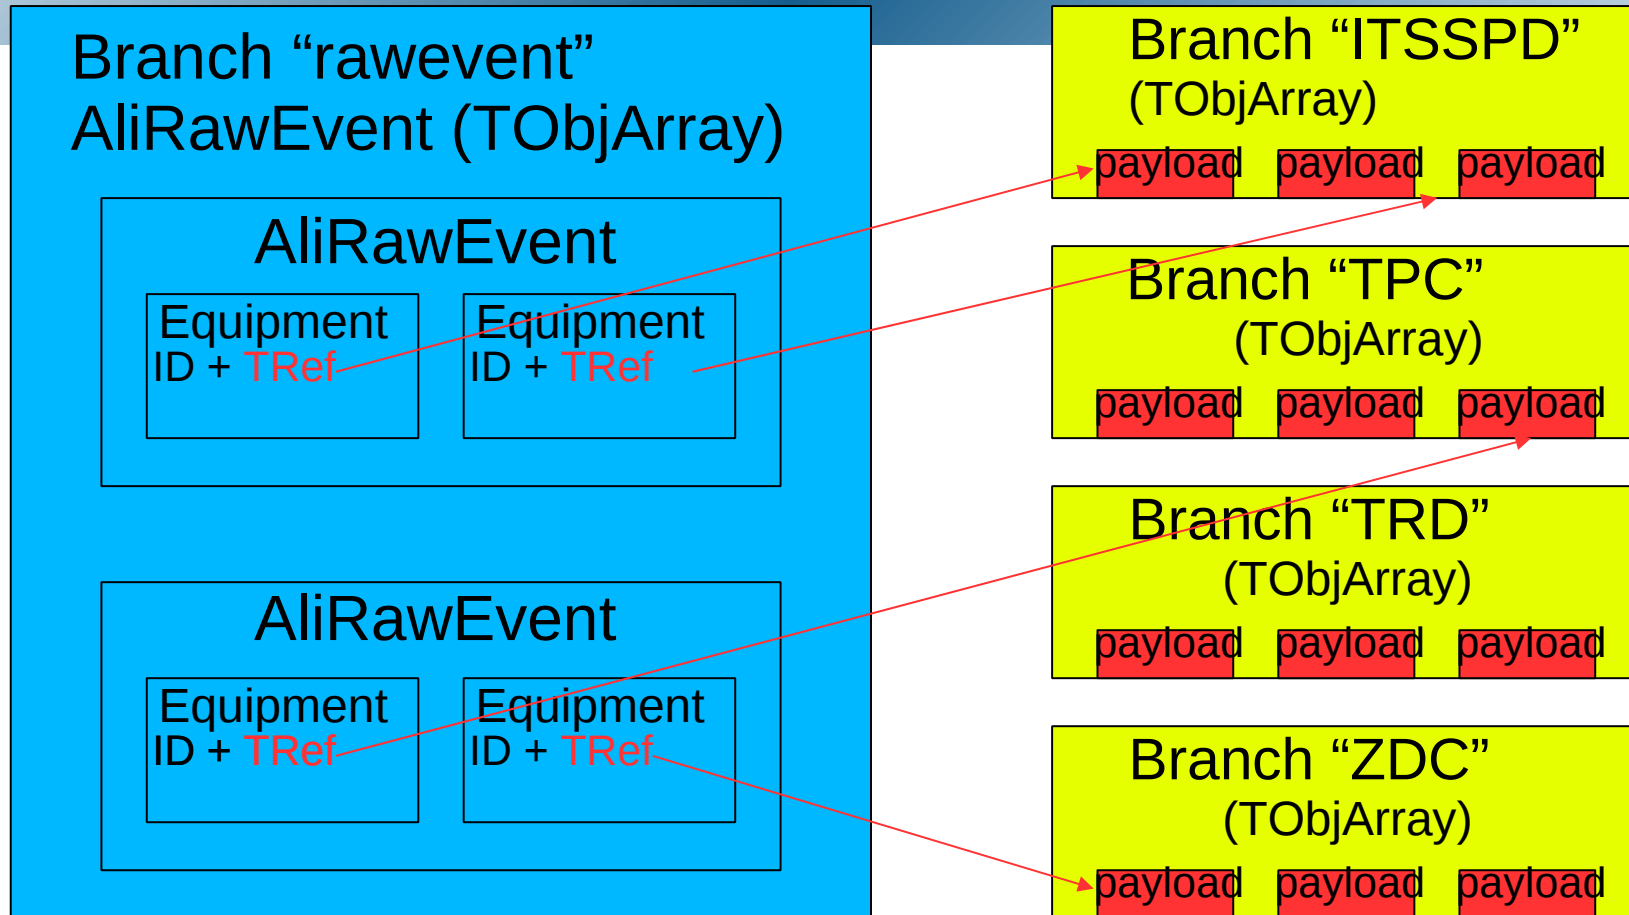 Branch “rawevent”
AliRawEvent (TObjArray)
AliRawEvent
Equipment
ID + TRef
Equipment
ID + TRef
AliRawEvent
Equipment
ID + TRef
Equipment
ID + TRef
Branch “ITSSPD”
(TObjArray)
payload payload payload
Branch “TPC”
(TObjArray)
payload payload payload
Branch “TRD”
(TObjArray)
payload payload payload
Branch “ZDC”
(TObjArray)
payload payload payload